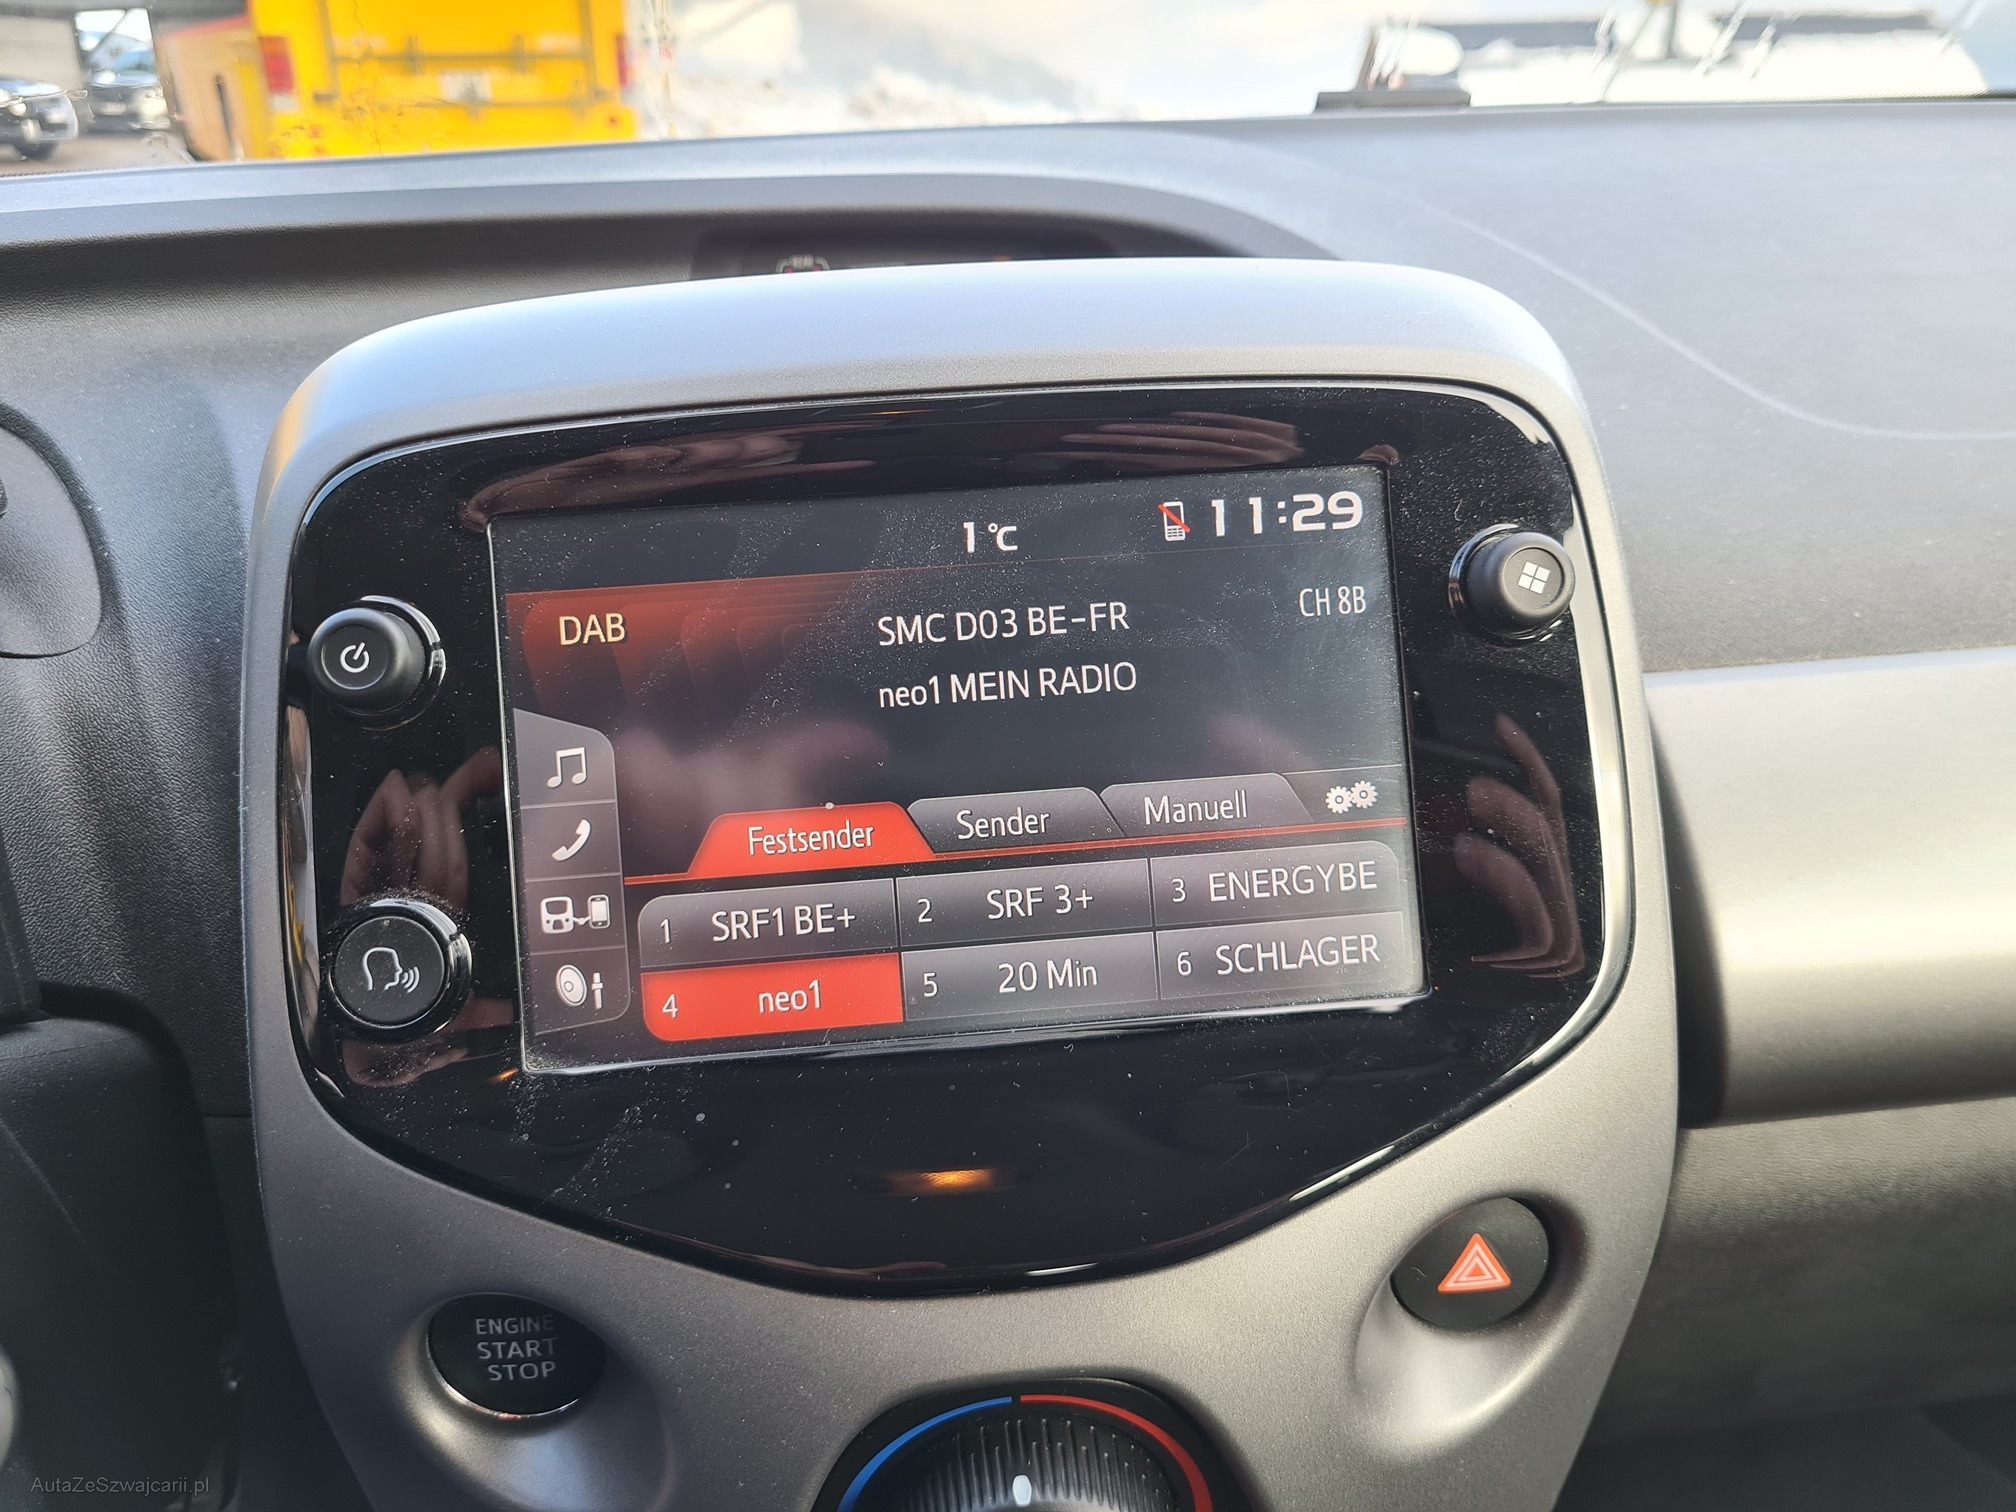 1 °C
11:29
DAB
SMC D03 BE-FR
CH 8B
neo1 MEIN RADIO
Festsender
Sender
Manuell
1 SRF1 BE+
2 SRF 3+
3 ENERGYBE
4 neo1
5 20 Min
6 SCHLAGER
ENGINE
START
STOP
AutaZeSzwajcarii.pl